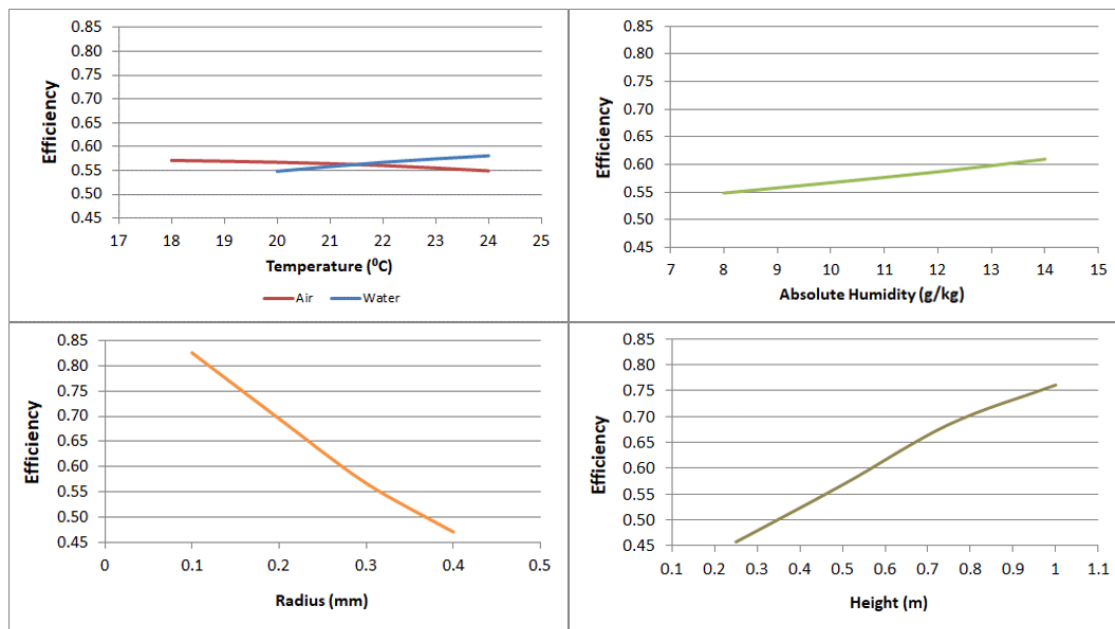 Efficiency
0.85
0.80
0.75
0.70
0.65
0.60
0.55
0.50
0.45
17 18 19 20 21 22 23 24 25
Temperature (⁰C)
Air Water
Efficiency
0.85
0.80
0.75
0.70
0.65
0.60
0.55
0.50
0.45
7 8 9 10 11 12 13 14 15
Absolute Humidity (g/kg)
Efficiency
0.85
0.80
0.75
0.70
0.65
0.60
0.55
0.50
0.45
0 0.1 0.2 0.3 0.4 0.5
Radius (mm)
Efficiency
0.85
0.80
0.75
0.70
0.65
0.60
0.55
0.50
0.45
0.1 0.2 0.3 0.4 0.5 0.6 0.7 0.8 0.9 1 1.1
Height (m)